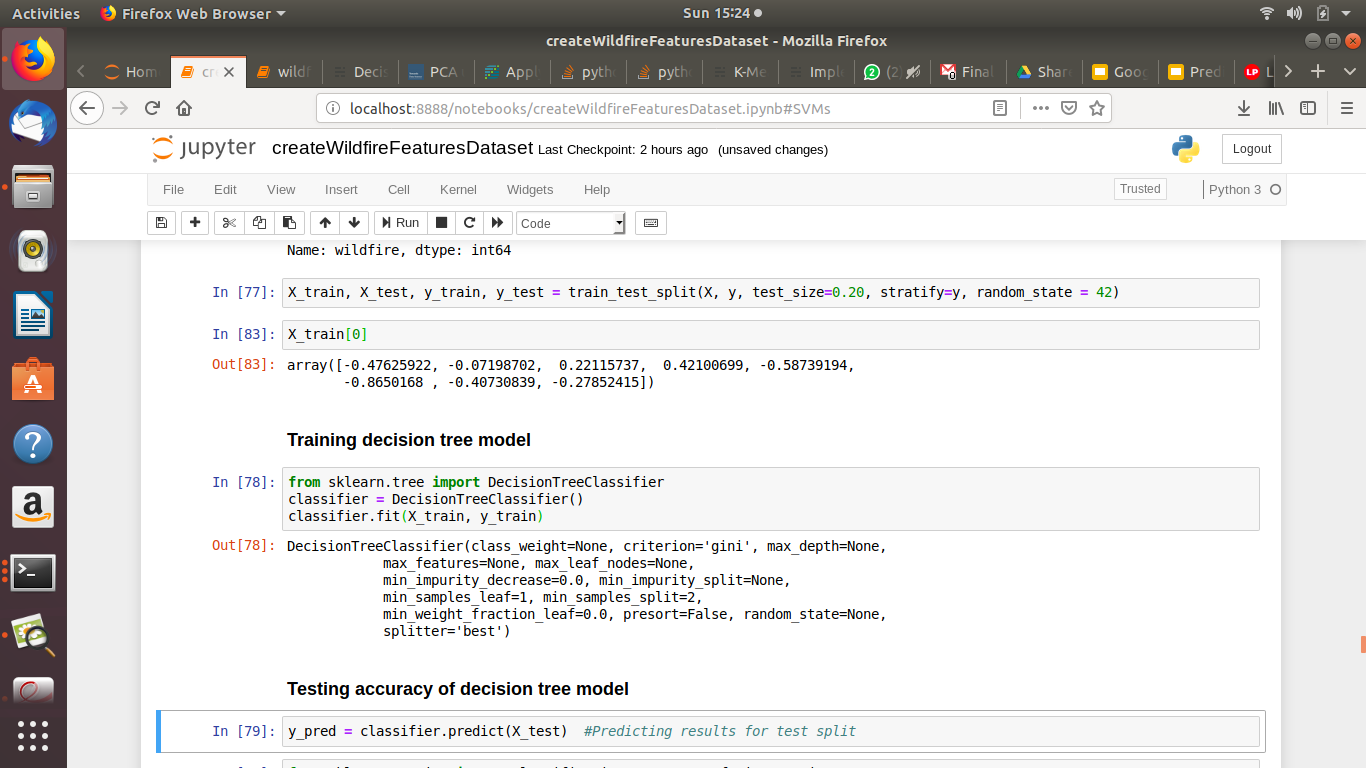 Activities Firefox Web Browser Sun 15:24
createWildfireFeaturesDataset - Mozilla Firefox
Hom cr wildf Decis PCA Apply pytho pytho K-Me Imple (2) Final Share Goog Pred L
localhost:8888/notebooks/createWildfireFeaturesDataset.ipynb#SVMs
jupyter createWildfireFeaturesDataset Last Checkpoint: 2 hours ago (unsaved changes) Logout
File Edit View Insert Cell Kernel Widgets Help Trusted Python 3
Run Code
Name: wildfire, dtype: int64
In [77]: X_train, X_test, y_train, y_test = train_test_split(X, y, test_size=0.20, stratify=y, random_state = 42)
In [83]: X_train[0]
Out[83]: array([-0.47625922, -0.07198702,  0.22115737,  0.42100699, -0.58739194,
-0.8650168 , -0.40730839, -0.27852415])
Training decision tree model
In [78]: from sklearn.tree import DecisionTreeClassifier
classifier = DecisionTreeClassifier()
classifier.fit(X_train, y_train)
Out[78]: DecisionTreeClassifier(class_weight=None, criterion='gini', max_depth=None,
max_features=None, max_leaf_nodes=None,
min_impurity_decrease=0.0, min_impurity_split=None,
min_samples_leaf=1, min_samples_split=2,
min_weight_fraction_leaf=0.0, presort=False, random_state=None,
splitter='best')
Testing accuracy of decision tree model
In [79]: y_pred = classifier.predict(X_test)  #Predicting results for test split